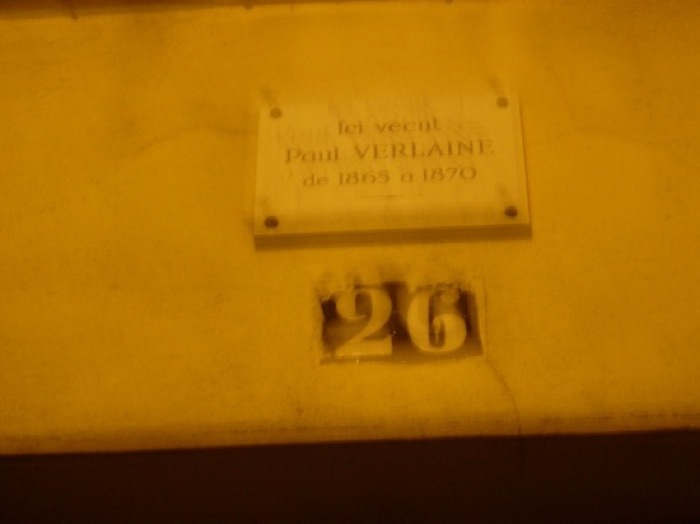 Ici vécut
Paul VERLAINE
de 1865 a 1870
26